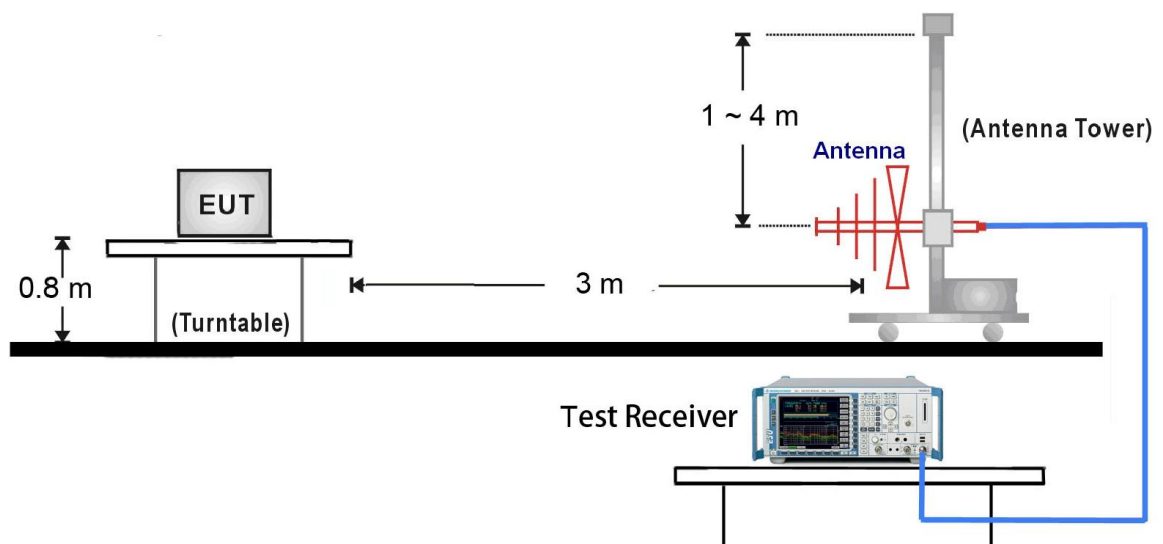 1 ~ 4 m
(Antenna Tower)
Antenna
EUT
0.8 m
3 m
(Turntable)
Test Receiver